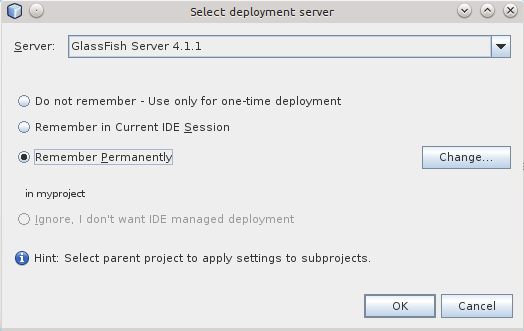 Select deployment server
Server: GlassFish Server 4.1.1
Do not remember - Use only for one-time deployment
Remember in Current IDE Session
Remember Permanently
Change...
in myproject
Ignore, I don't want IDE managed deployment
Hint: Select parent project to apply settings to subprojects.
OK Cancel